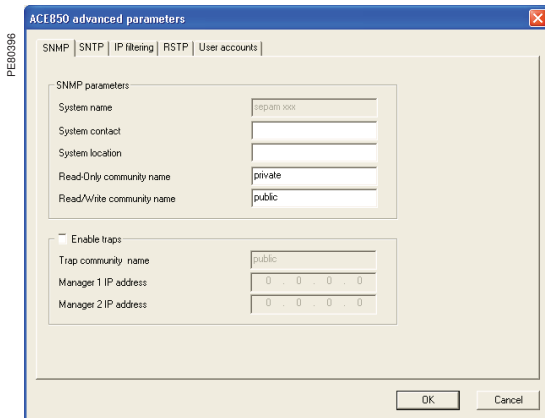 PE80396
ACE850 advanced parameters
SNMP SNTP IP filtering RSTP User accounts
SNMP parameters
System name sepam xxx
System contact
System location
Read-Only community name private
Read/Write community name public
Enable traps
Trap community name public
Manager 1 IP address 0 . 0 . 0 . 0
Manager 2 IP address 0 . 0 . 0 . 0
OK Cancel